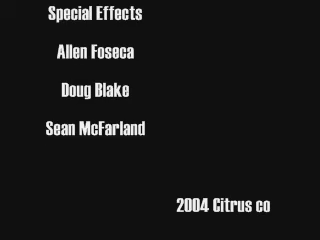 Special Effects
Allen Foseca
Doug Blake
Sean McFarland
2004 Citrus co